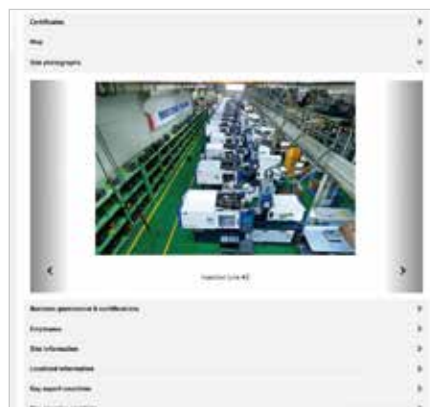 Certificates
Map
Site photographs
Injection Line #2
Business governance & certifications
Employees
Site information
Locational information
Key export countries